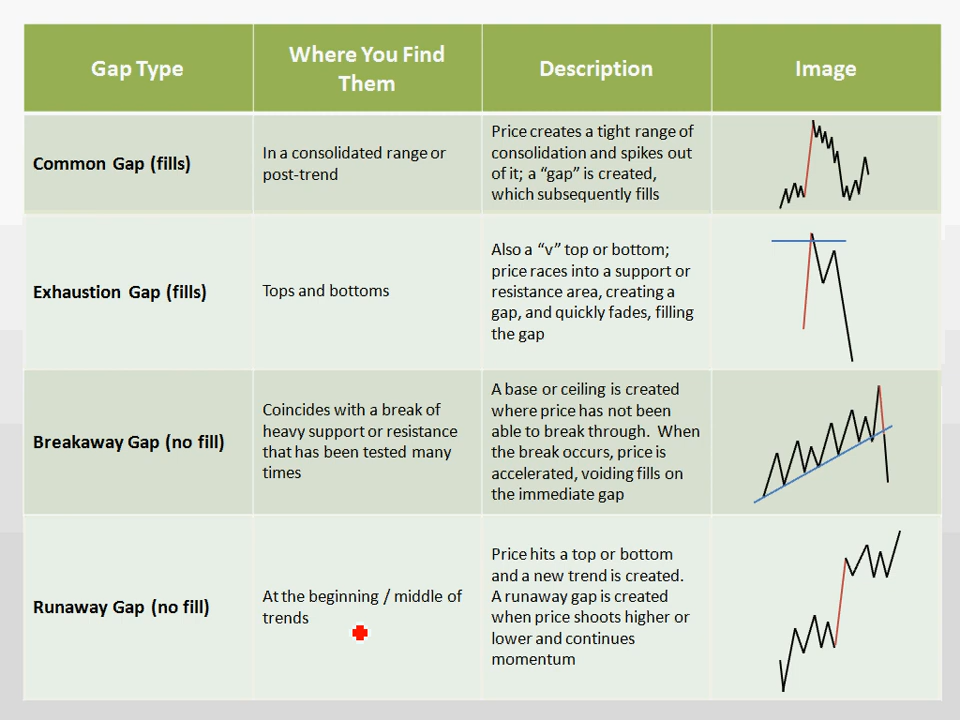 Gap Type
Where You Find
Them
Description
Image
Common Gap (fills)
In a consolidated range or
post-trend
Price creates a tight range of
consolidation and spikes out
of it; a “gap” is created,
which subsequently fills
Exhaustion Gap (fills)
Tops and bottoms
Also a “v” top or bottom;
price races into a support or
resistance area, creating a
gap, and quickly fades, filling
the gap
Breakaway Gap (no fill)
Coincides with a break of
heavy support or resistance
that has been tested many
times
A base or ceiling is created
where price has not been
able to break through. When
the break occurs, price is
accelerated, voiding fills on
the immediate gap
Runaway Gap (no fill)
At the beginning / middle of
trends
Price hits a top or bottom
and a new trend is created.
A runaway gap is created
when price shoots higher or
lower and continues
momentum